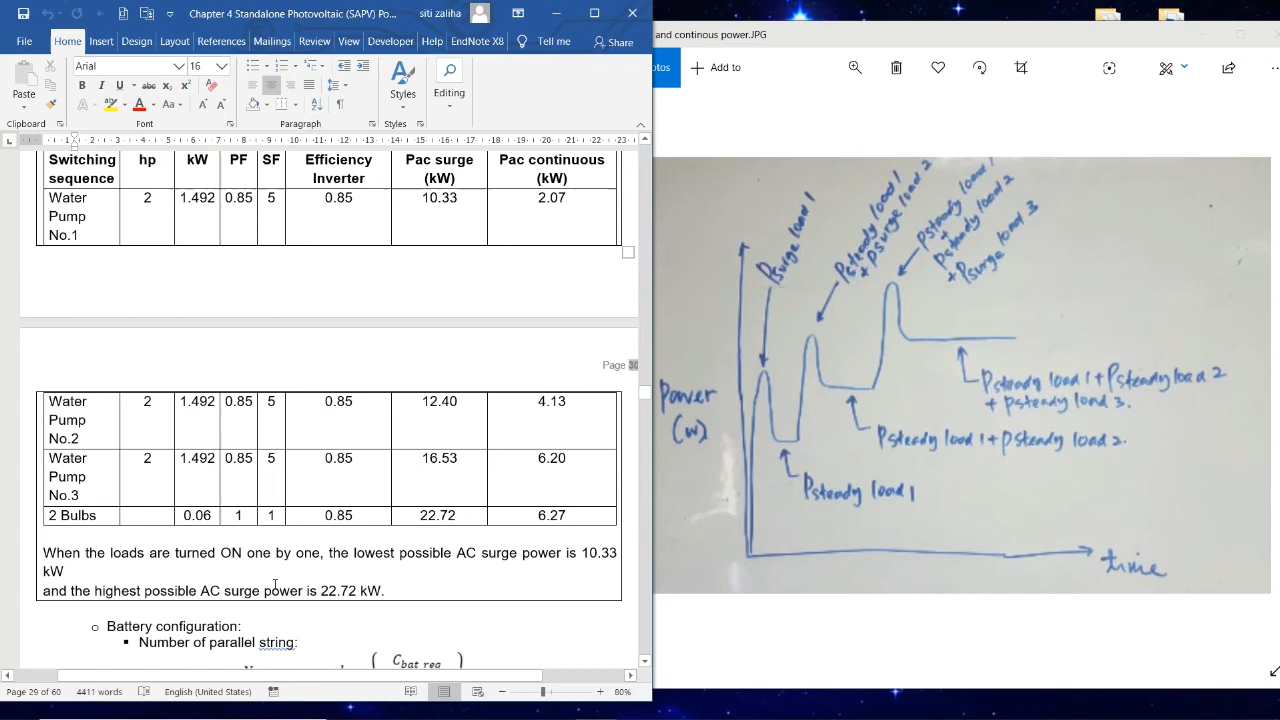 Chapter 4 Standalone Photovoltaic (SAPV) Po... siti zaliha
File Home Insert Design Layout References Mailings Review View Developer Help EndNote X8 Tell me Share
Arial 16
Paste
Styles
Editing
Clipboard Font Paragraph Styles
Switching sequence hp kW PF SF Efficiency Inverter Pac surge (kW) Pac continuous (kW)
Water Pump No.1 2 1.492 0.85 5 0.85 10.33 2.07
Page 30
Water Pump No.2 2 1.492 0.85 5 0.85 12.40 4.13
Water Pump No.3 2 1.492 0.85 5 0.85 16.53 6.20
2 Bulbs 0.06 1 1 0.85 22.72 6.27
When the loads are turned ON one by one, the lowest possible AC surge power is 10.33
kW
and the highest possible AC surge power is 22.72 kW.
Battery configuration:
Number of parallel string:
C bat req
Page 29 of 60 4411 words English (United States) 80%
and continous power.JPG
otos Add to
Psurge load 1
Psteady load 1
+ Psurge load 2
Psteady load 1
+
Psteady load 2
+ Psurge load 3
Power
(W)
Psteady load 1 + Psteady load 2
+ Psteady load 3.
Psteady load 1 + Psteady load 2.
Psteady load 1
time